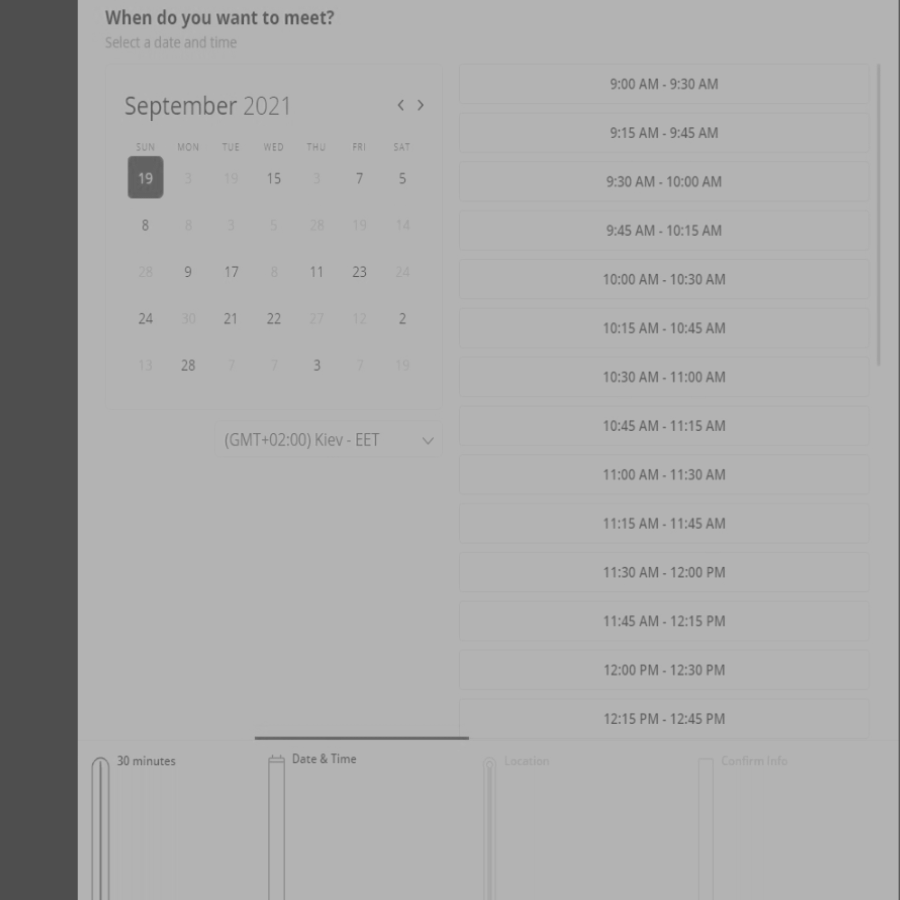 When do you want to meet?
Select a date and time
September 2021
SUN MON TUE WED THU FRI SAT
19 3 19 15 3 7 5
8 8 3 5 28 19 14
28 9 17 8 11 23 24
24 30 21 22 27 12 2
13 28 7 7 3 7 19
(GMT+02:00) Kiev - EET
9:00 AM - 9:30 AM
9:15 AM - 9:45 AM
9:30 AM - 10:00 AM
9:45 AM - 10:15 AM
10:00 AM - 10:30 AM
10:15 AM - 10:45 AM
10:30 AM - 11:00 AM
10:45 AM - 11:15 AM
11:00 AM - 11:30 AM
11:15 AM - 11:45 AM
11:30 AM - 12:00 PM
11:45 AM - 12:15 PM
12:00 PM - 12:30 PM
12:15 PM - 12:45 PM
30 minutes
Date & Time
Location
Confirm Info